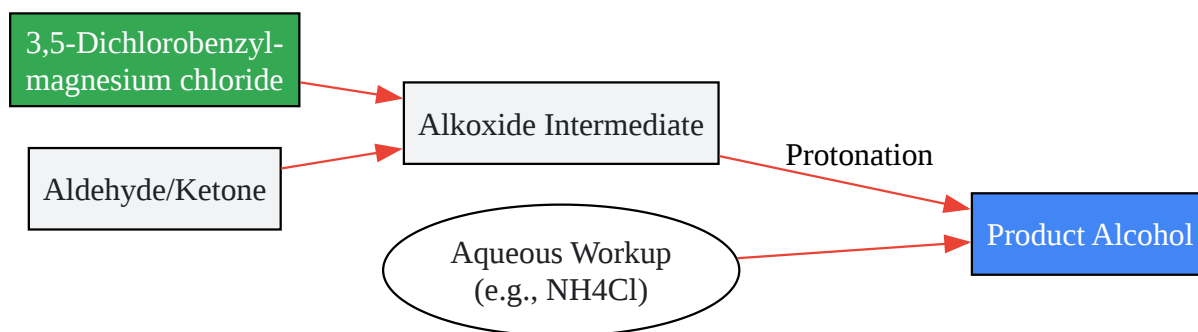 3,5-Dichlorobenzyl-
magnesium chloride
Aldehyde/Ketone
Alkoxide Intermediate
Protonation
Aqueous Workup
(e.g., NH4Cl)
Product Alcohol